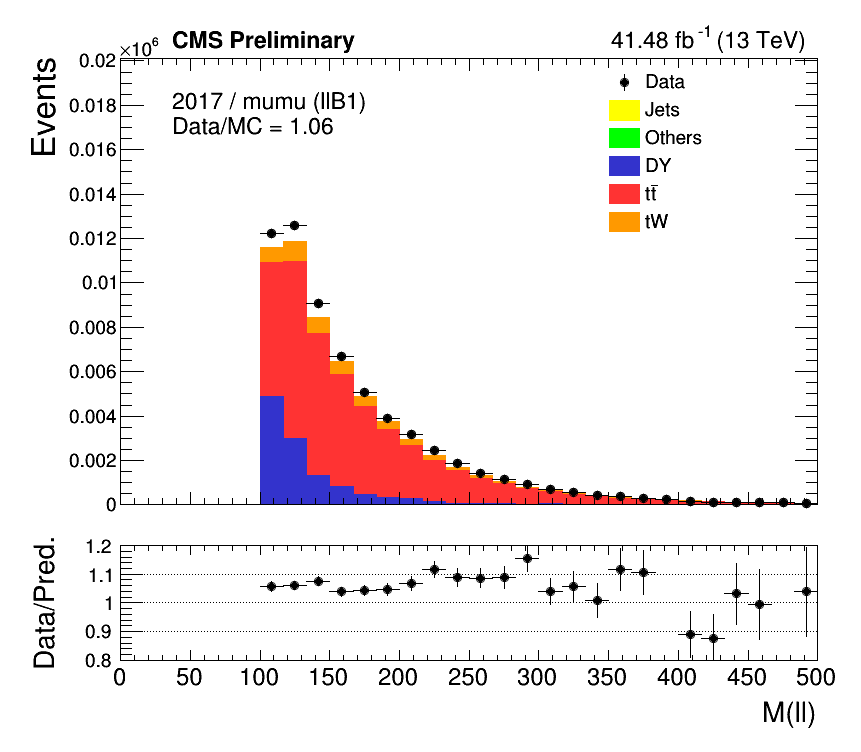 CMS Preliminary
41.48 fb⁻¹ (13 TeV)
×10⁶
Events
0.02
0.018
0.016
0.014
0.012
0.01
0.008
0.006
0.004
0.002
0
2017 / mumu (llB1)
Data/MC = 1.06
Data
Jets
Others
DY
tt̄
tW
Data/Pred.
1.2
1.1
1
0.9
0.8
0 50 100 150 200 250 300 350 400 450 500
M(ll)